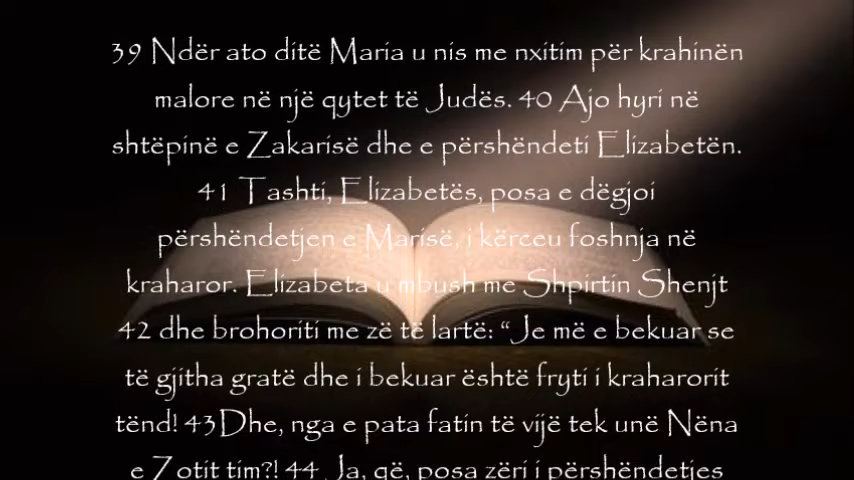 39 Ndër ato ditë Maria u nis me nxitim për krahinën
malore në një qytet të Judës. 40 Ajo hyri në
shtëpinë e Zakarisë dhe e përshëndeti Elizabetën.
41 Tashti, Elizabetës, posa e dëgjoi
përshëndetjen e Marisë, i kërceu foshnja në
kraharor. Elizabeta u mbush me Shpirtin Shenjt
42 dhe brohoriti me zë të lartë: “Je më e bekuar se
të gjitha gratë dhe i bekuar është fryti i kraharorit
tënd! 43Dhe, nga e pata fatin të vijë tek unë Nëna
e Zotit tim?! 44 Ja, që, posa zëri i përshëndetjes